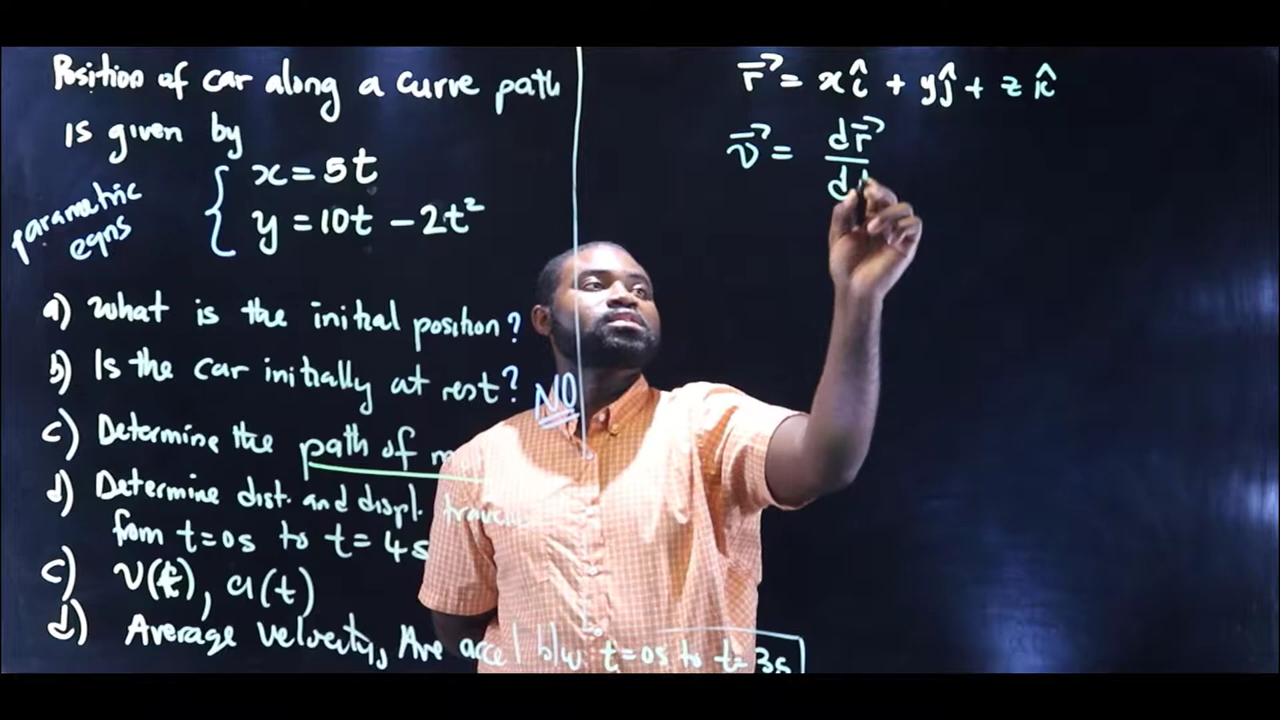 Position of car along a curve path
is given by
parametric
eqns
x = 5t
y = 10t - 2t²
a) What is the initial position?
b) Is the car initially at rest? NO
c) Determine the path of
d) Determine dist. and displ.
from t=0s to t= 4s
c) v(t), a(t)
d) Average velocity, Ave accel b/w t=0s to t= 3s
r⃗ = xî + yĵ + z k̂
v⃗ = dr⃗
dt